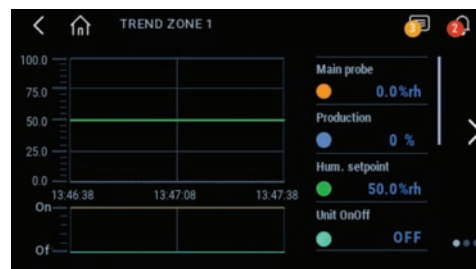 TREND ZONE 1
3
2
100.0
75.0
50.0
25.0
0.0
13:46:38
13:47:08
13:47:38
On
Of
Main probe
0.0%rh
Production
0 %
Hum. setpoint
50.0%rh
Unit OnOff
OFF